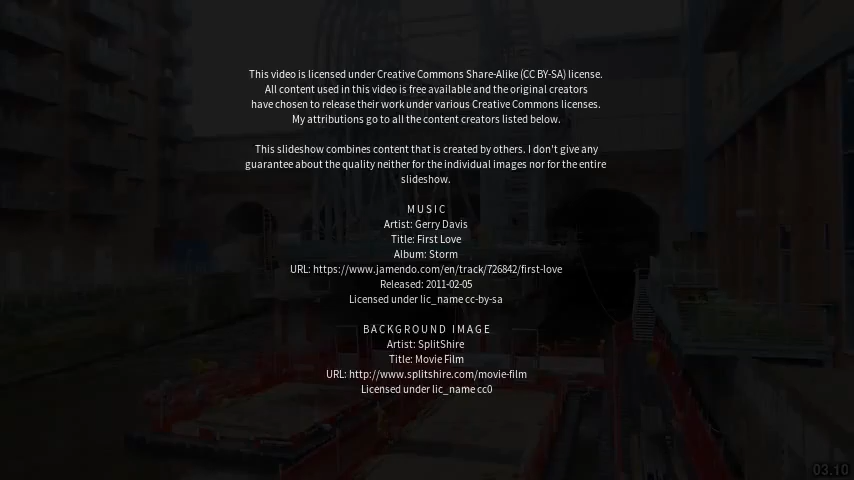 This video is licensed under Creative Commons Share-Alike (CC BY-SA) license.
All content used in this video is free available and the original creators
have chosen to release their work under various Creative Commons licenses.
My attributions go to all the content creators listed below.
This slideshow combines content that is created by others. I don't give any
guarantee about the quality neither for the individual images nor for the entire
slideshow.
MUSIC
Artist: Gerry Davis
Title: First Love
Album: Storm
URL: https://www.jamendo.com/en/track/726842/first-love
Released: 2011-02-05
Licensed under lic_name cc-by-sa
BACKGROUND IMAGE
Artist: SplitShire
Title: Movie Film
URL: http://www.splitshire.com/movie-film
Licensed under lic_name cc0
03.10